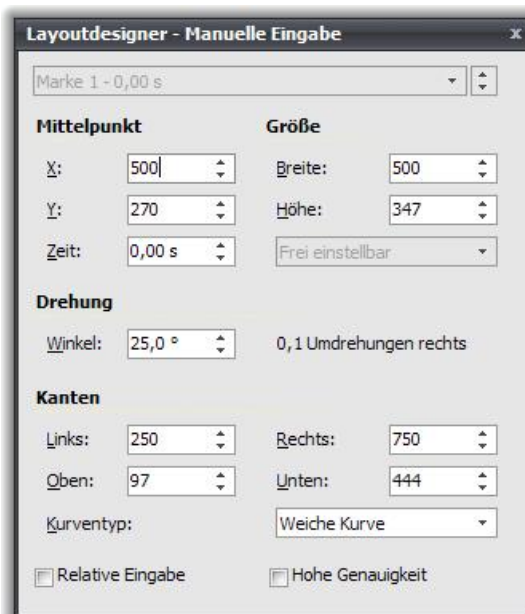 Layoutdesigner - Manuelle Eingabe x
Marke 1 - 0,00 s
Mittelpunkt Größe
X: 500 Breite: 500
Y: 270 Höhe: 347
Zeit: 0,00 s Frei einstellbar
Drehung
Winkel: 25,0 ° 0,1 Umdrehungen rechts
Kanten
Links: 250 Rechts: 750
Oben: 97 Unten: 444
Kurventyp: Weiche Kurve
Relative Eingabe Hohe Genauigkeit